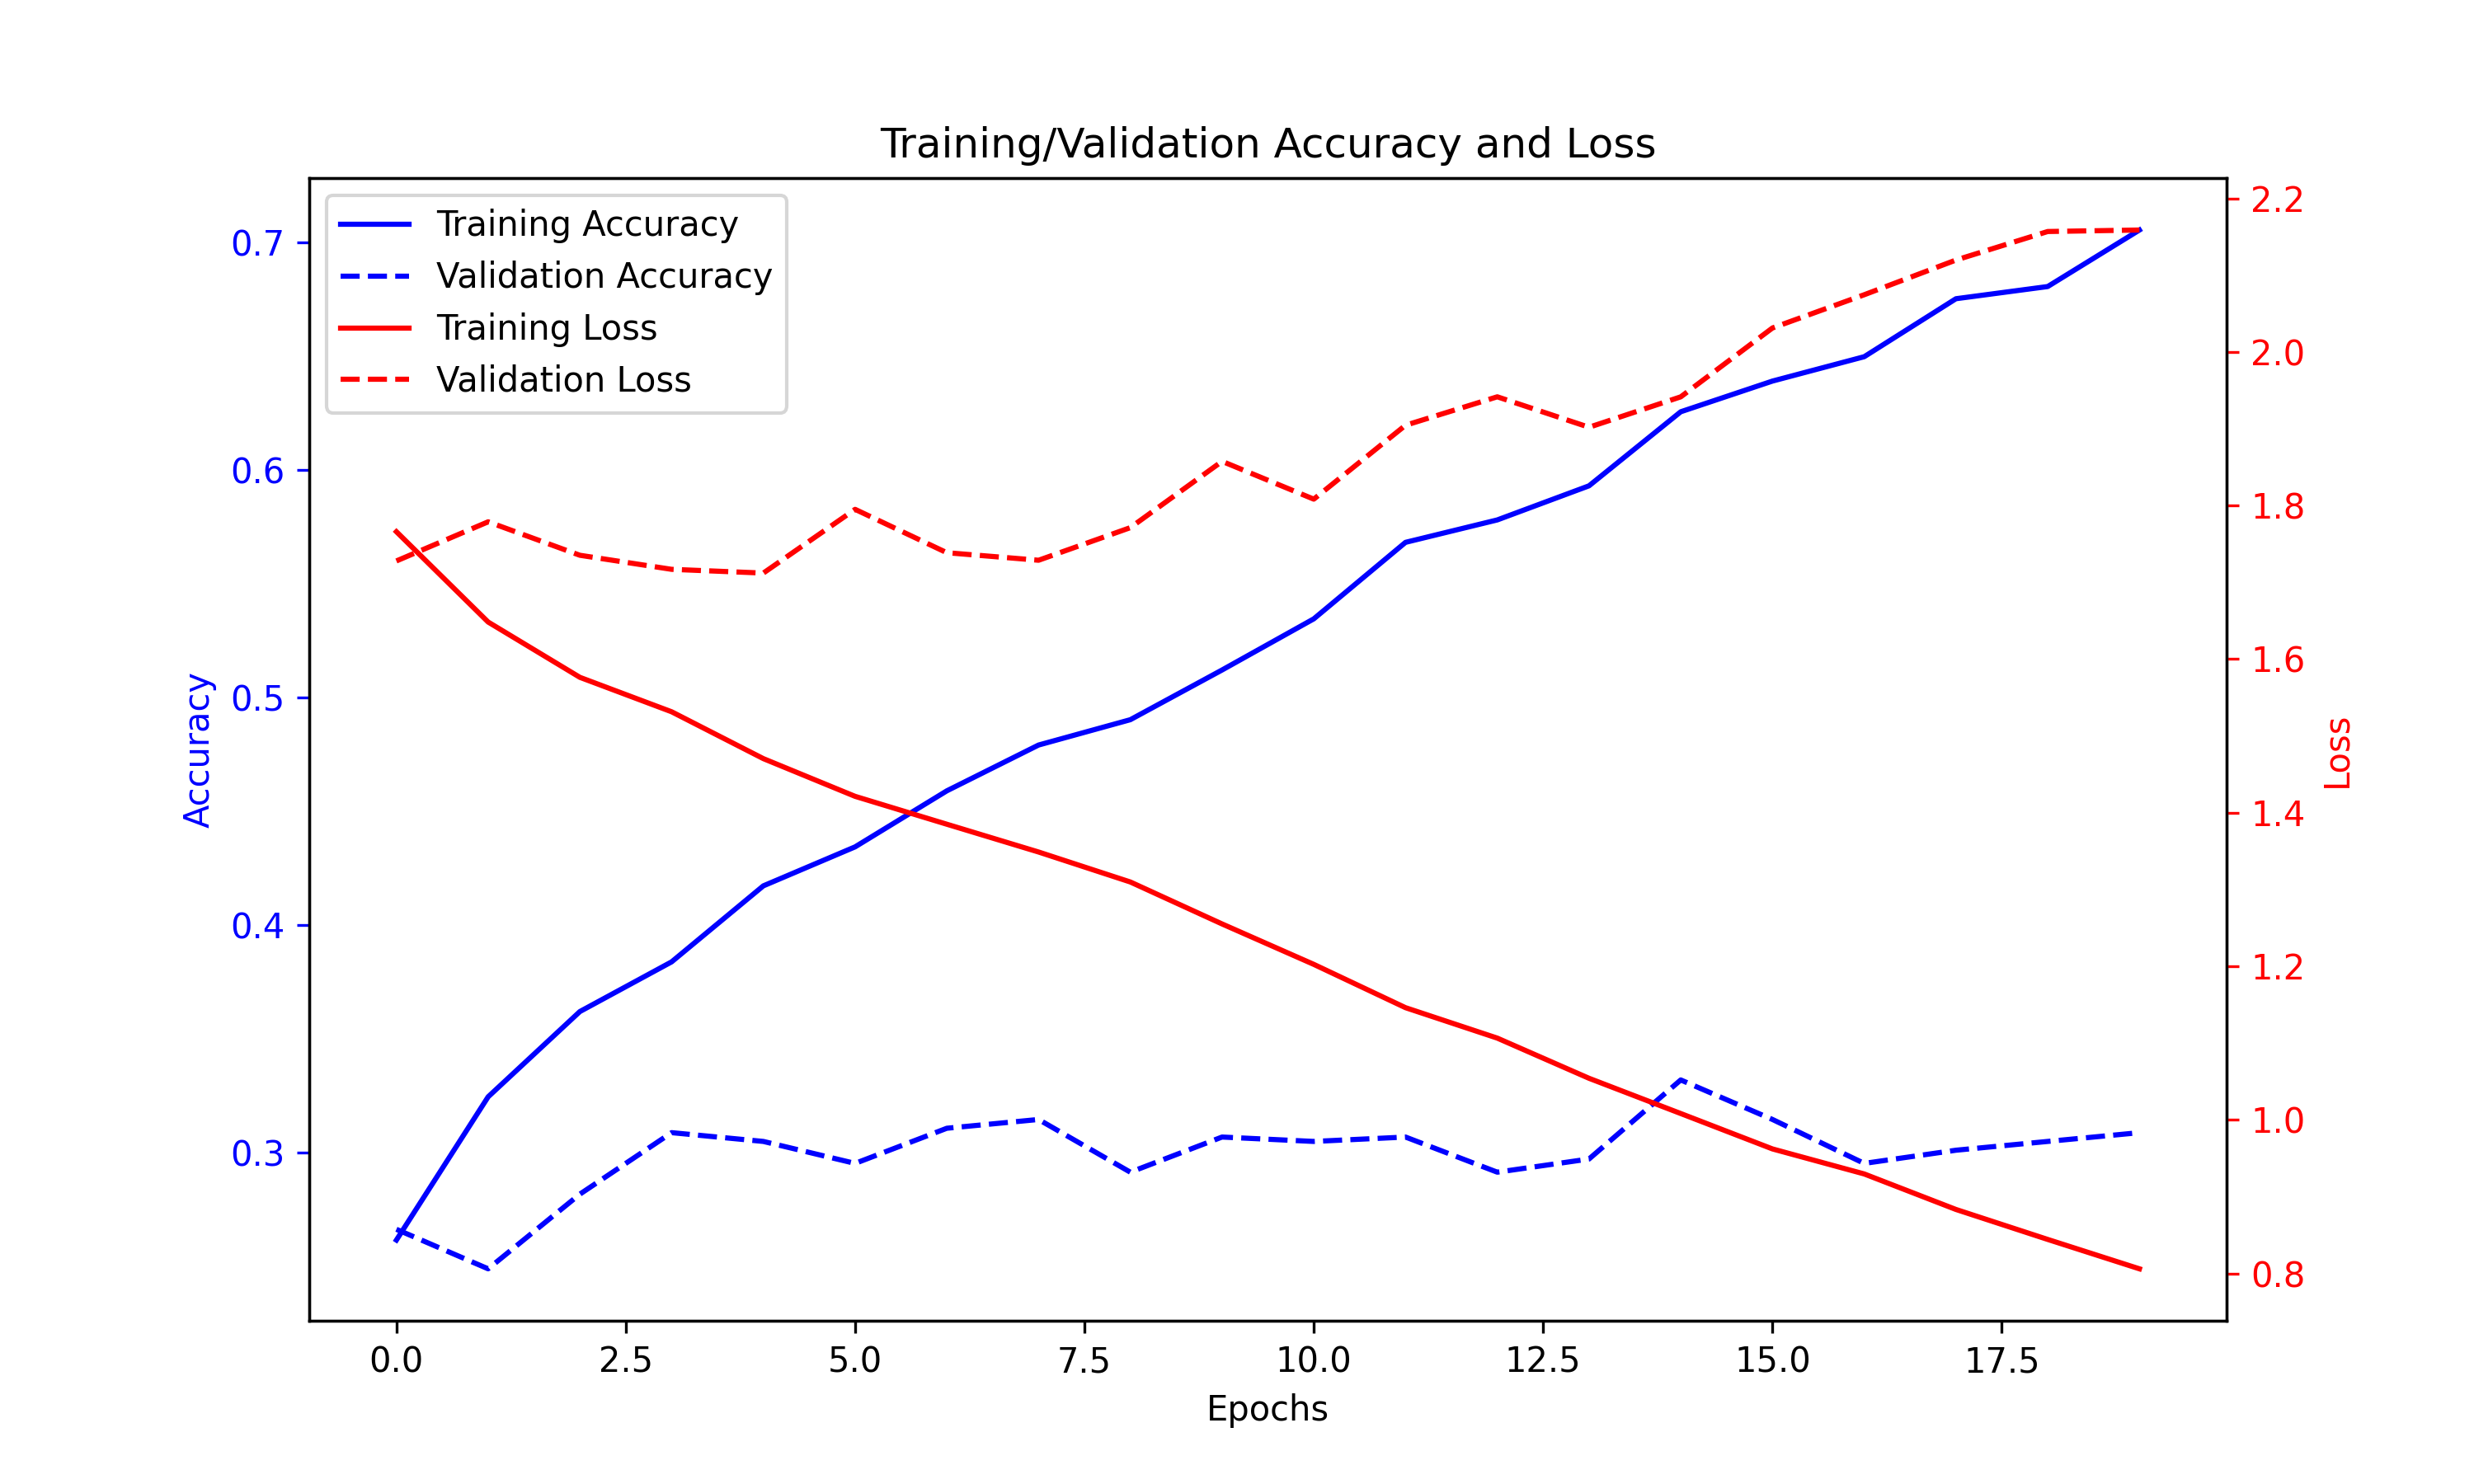 Training/Validation Accuracy and Loss
Training Accuracy
Validation Accuracy
Training Loss
Validation Loss
Accuracy
0.7
0.6
0.5
0.4
0.3
2.2
2.0
1.8
1.6
1.4
1.2
1.0
0.8
Loss
0.0 2.5 5.0 7.5 10.0 12.5 15.0 17.5
Epochs